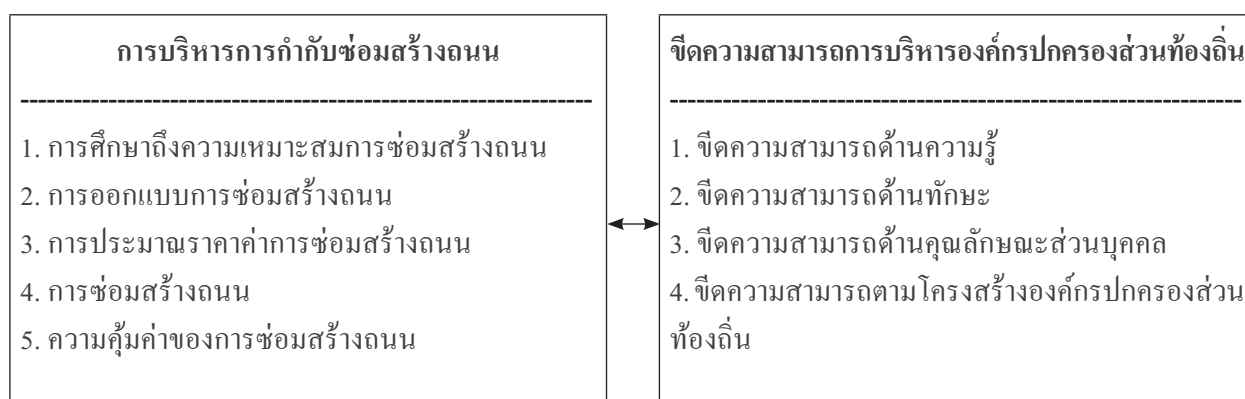 การบริหารการกำกับซ่อมสร้างถนน
----------------------------------------------------------------
1. การศึกษาถึงความเหมาะสมการซ่อมสร้างถนน
2. การออกแบบการซ่อมสร้างถนน
3. การประมาณราคาค่าการซ่อมสร้างถนน
4. การซ่อมสร้างถนน
5. ความคุ้มค่าของการซ่อมสร้างถนน
ขีดความสามารถการบริหารองค์กรปกครองส่วนท้องถิ่น
----------------------------------------------------------------
1. ขีดความสามารถด้านความรู้
2. ขีดความสามารถด้านทักษะ
3. ขีดความสามารถด้านคุณลักษณะส่วนบุคคล
4. ขีดความสามารถตามโครงสร้างองค์กรปกครองส่วน
ท้องถิ่น